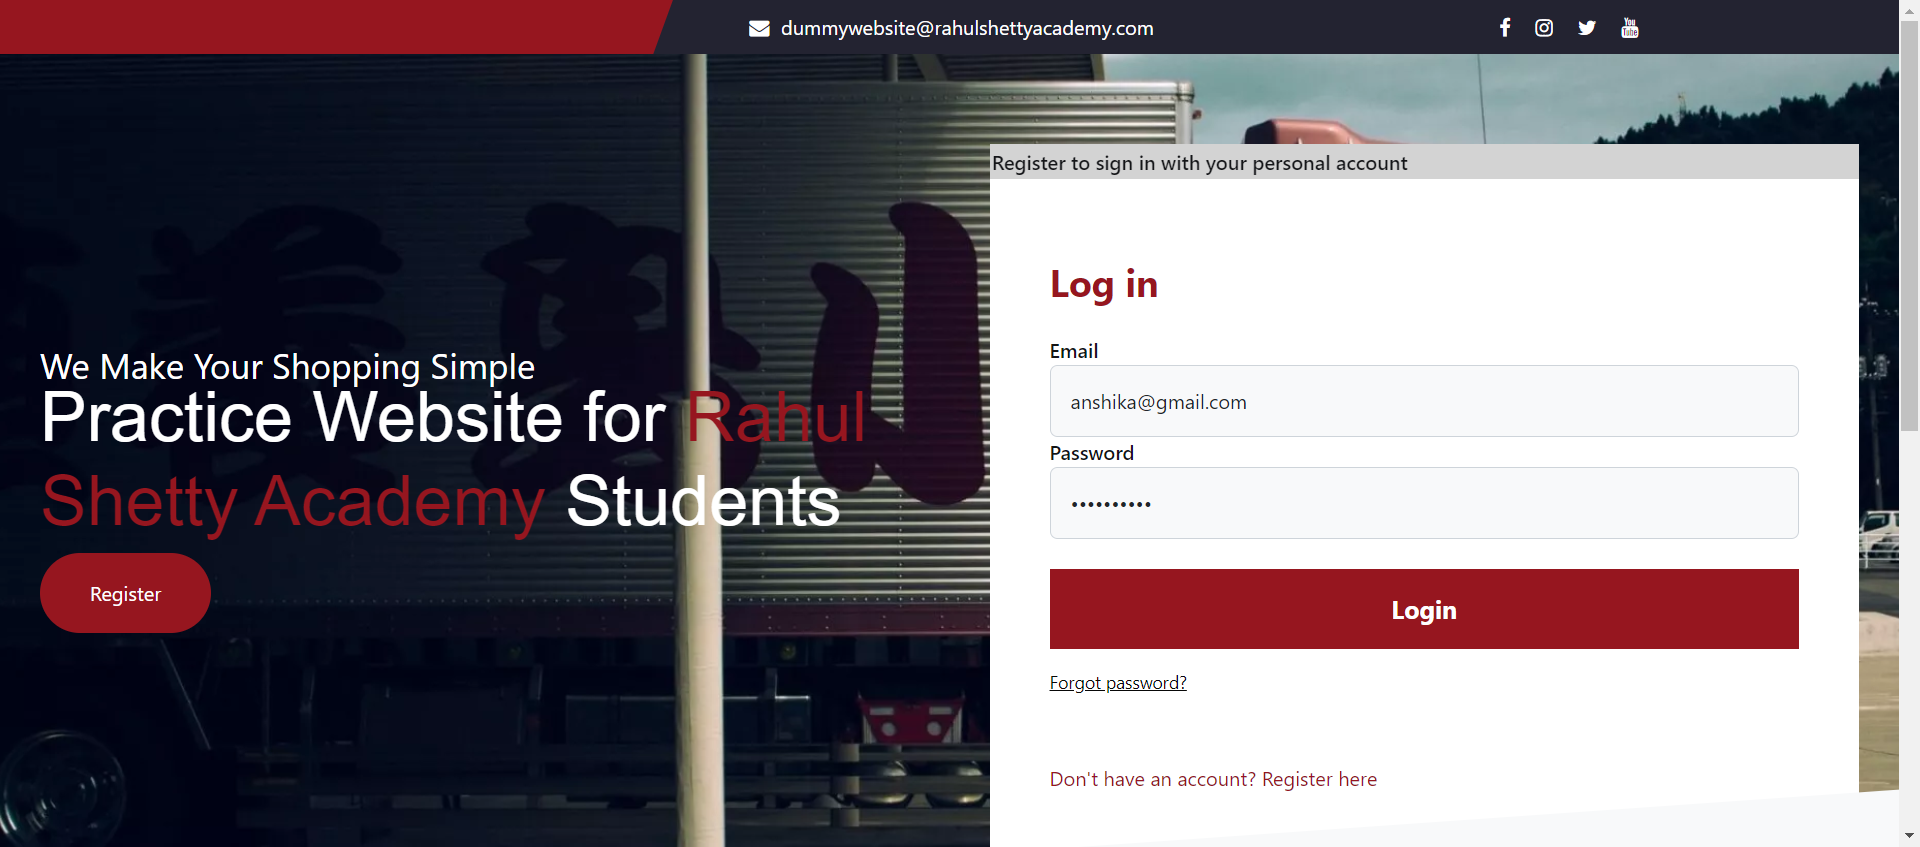 dummywebsite@rahulshettyacademy.com
Register to sign in with your personal account
We Make Your Shopping Simple
Practice Website for Rahul
Shetty Academy Students
Register
Log in
Email
anshika@gmail.com
Password
••••••••••
Login
Forgot password?
Don't have an account? Register here